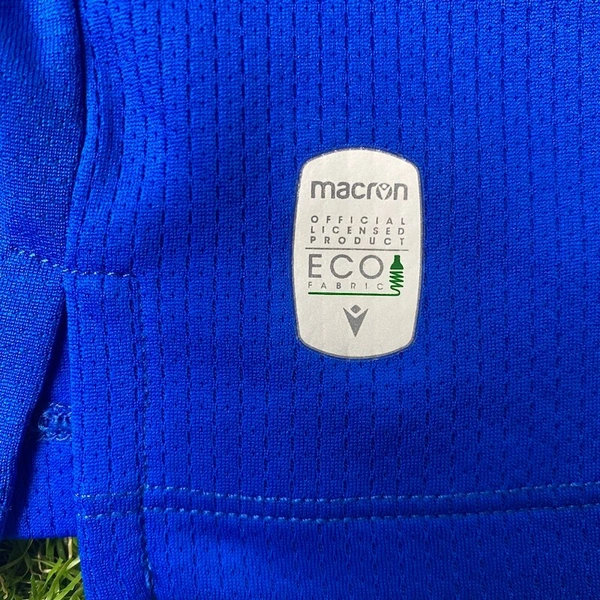 macron
OFFICIAL
LICENSED
PRODUCT
ECO
FABRIC